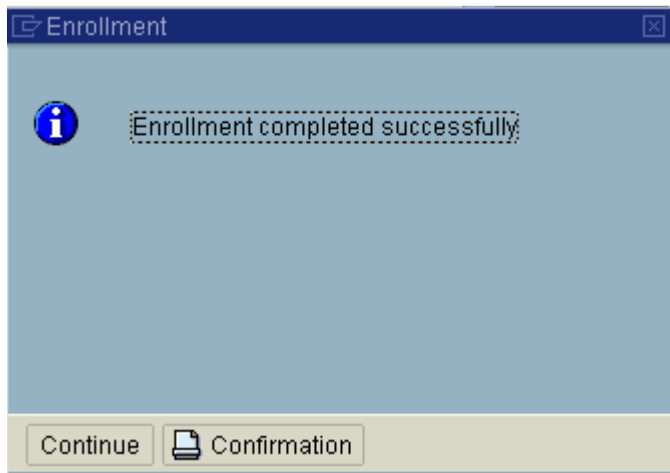 Enrollment
Enrollment completed successfully
Continue
Confirmation